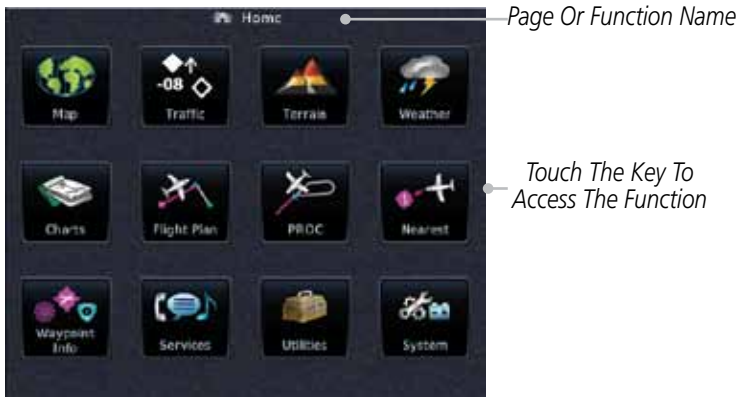 Home
Page Or Function Name
Map
Traffic
Terrain
Weather
-08
Touch The Key To
Access The Function
Charts
Flight Plan
PROC
Nearest
Waypoint
Info
Services
Utilities
System